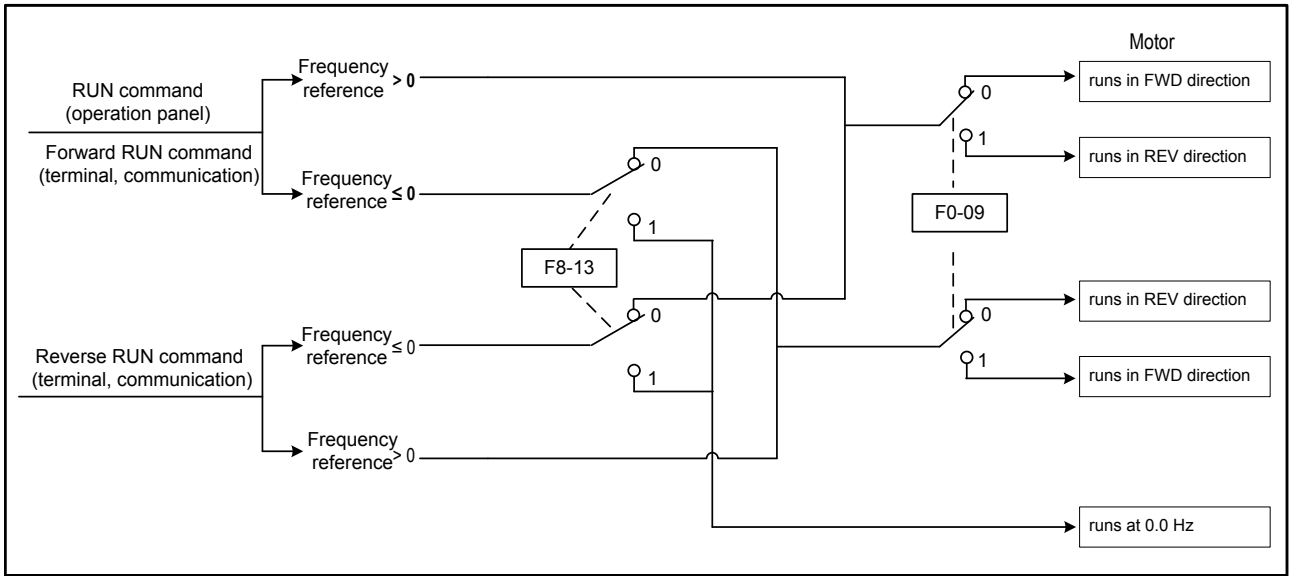 Motor
RUN command
(operation panel)
Forward RUN command
(terminal, communication)
Frequency
reference > 0
Frequency
reference ≤ 0
0
1
F8-13
0
1
Reverse RUN command
(terminal, communication)
Frequency
reference ≤ 0
Frequency
reference > 0
0
1
F0-09
0
1
runs in FWD direction
runs in REV direction
runs in REV direction
runs in FWD direction
runs at 0.0 Hz